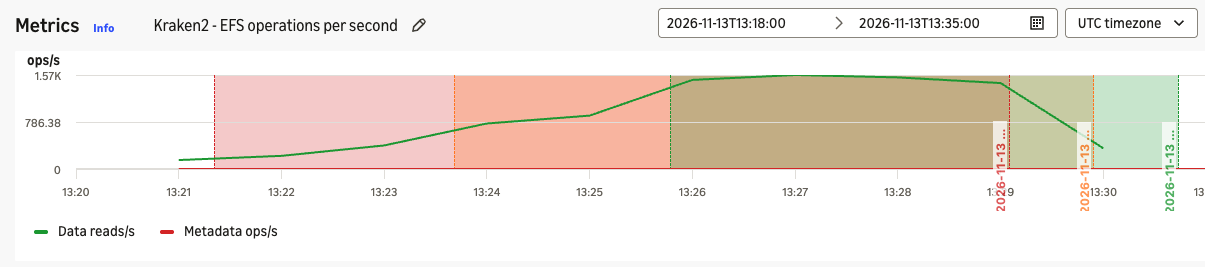 Metrics Info Kraken2 - EFS operations per second 2026-11-13T13:18:00 2026-11-13T13:35:00 UTC timezone
ops/s
1.57K
786.38
0
13:20 13:21 13:22 13:23 13:24 13:25 13:26 13:27 13:28 13:30 13
2026-11-13 ...
2026-11-13 ...
2026-11-13 ...
Data reads/s Metadata ops/s